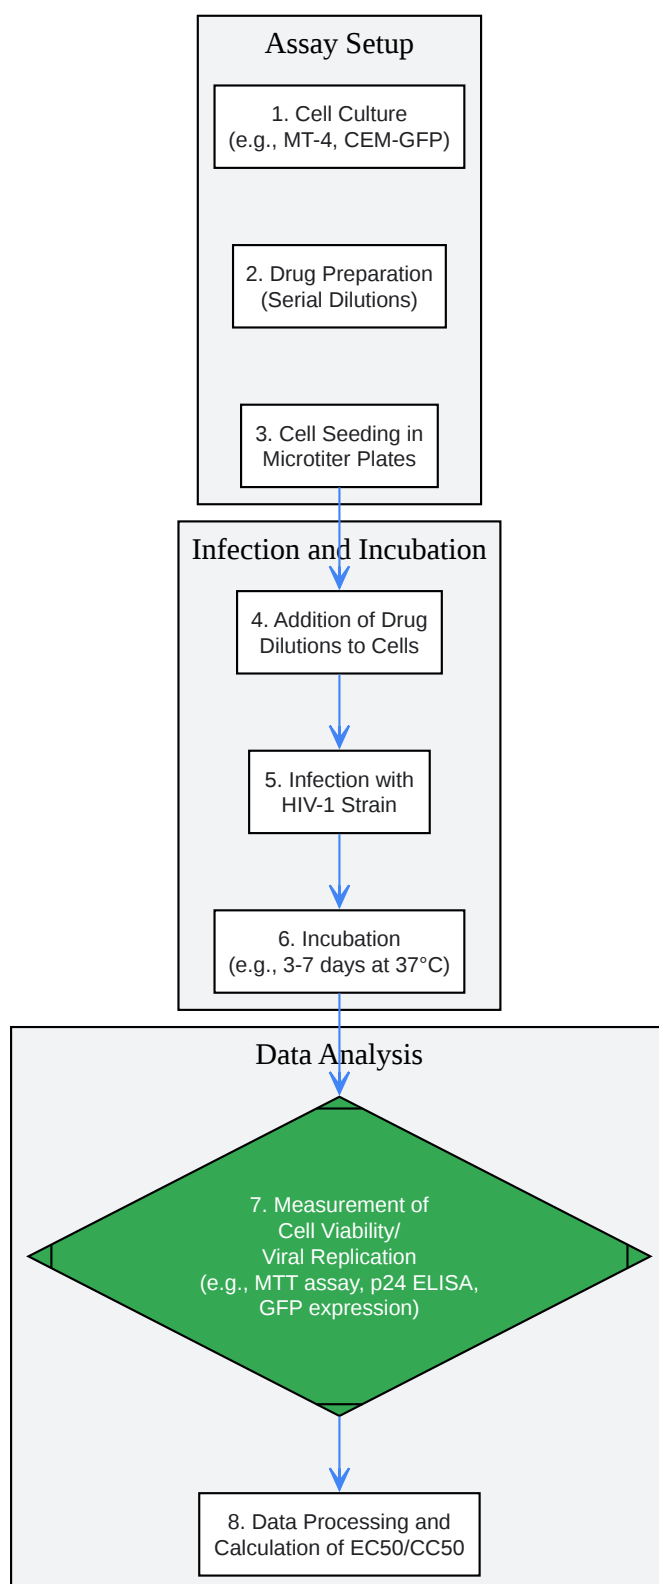 Assay Setup
1. Cell Culture
(e.g., MT-4, CEM-GFP)
2. Drug Preparation
(Serial Dilutions)
3. Cell Seeding in
Microtiter Plates
Infection and Incubation
4. Addition of Drug
Dilutions to Cells
5. Infection with
HIV-1 Strain
6. Incubation
(e.g., 3-7 days at 37°C)
Data Analysis
7. Measurement of
Cell Viability/
Viral Replication
(e.g., MTT assay, p24 ELISA,
GFP expression)
8. Data Processing and
Calculation of EC50/CC50